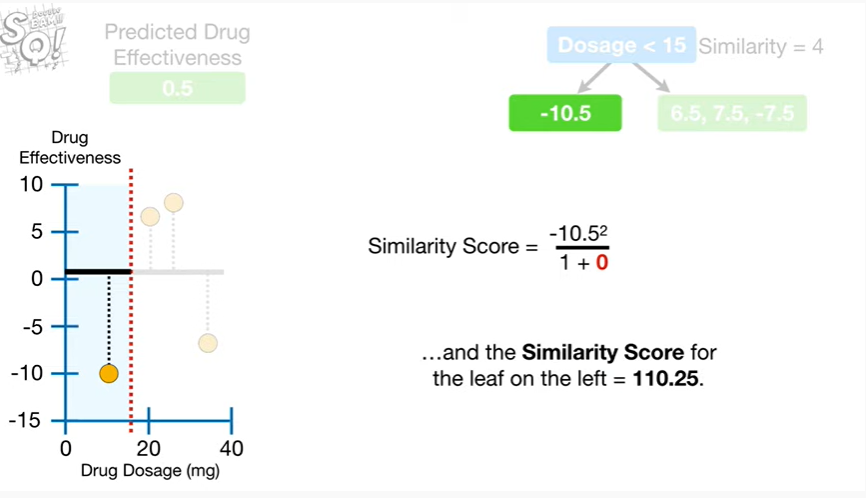 Predicted Drug
Effectiveness
0.5
Dosage < 15 Similarity = 4
-10.5
6.5, 7.5, -7.5
Drug
Effectiveness
10
5
0
-5
-10
-15
0 20 40
Drug Dosage (mg)
Similarity Score = -10.5²
1 + 0
…and the Similarity Score for
the leaf on the left = 110.25.
SQ!